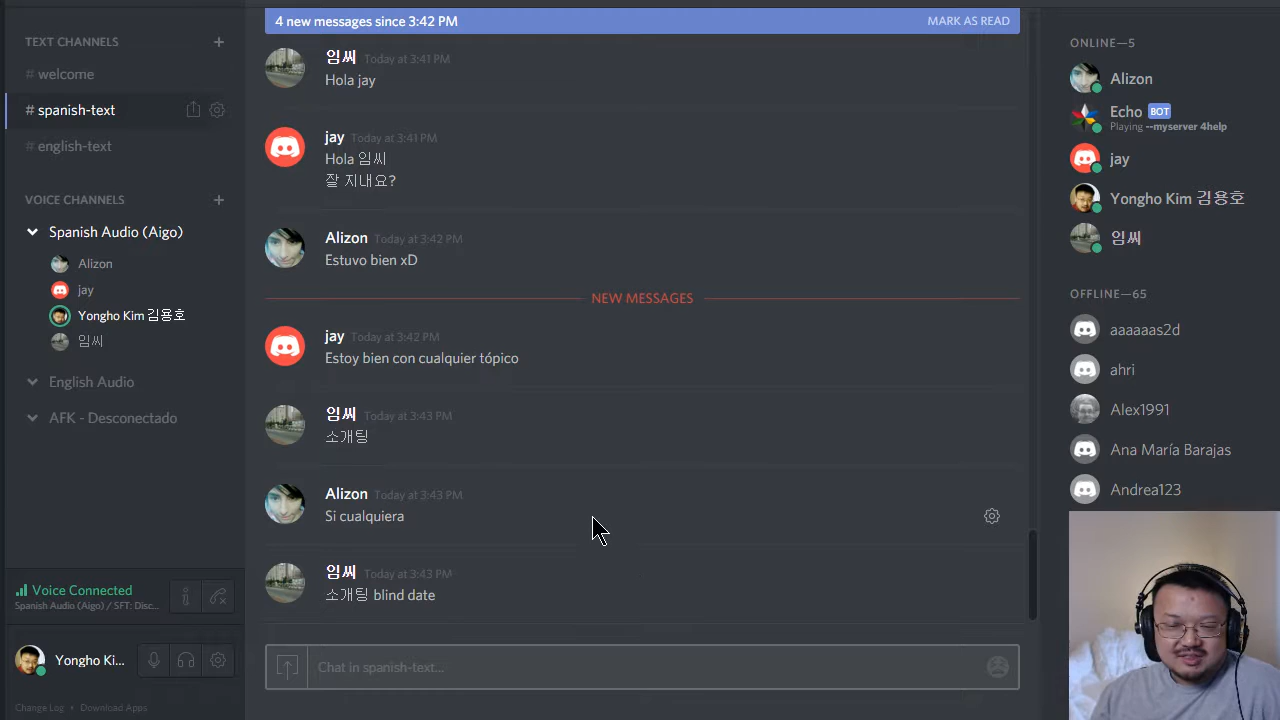 TEXT CHANNELS +
# welcome
# spanish-text
# english-text
VOICE CHANNELS +
Spanish Audio (Aigo)
Alizon
jay
Yongho Kim 김용호
임씨
English Audio
AFK - Desconectado
Voice Connected
Spanish Audio (Aigo) / SFT: Disc...
Yongho Ki...
Change Log • Download Apps
4 new messages since 3:42 PM MARK AS READ
임씨 Today at 3:41 PM
Hola jay
jay Today at 3:41 PM
Hola 임씨
잘 지내요?
Alizon Today at 3:42 PM
Estuvo bien xD
NEW MESSAGES
jay Today at 3:42 PM
Estoy bien con cualquier tópico
임씨 Today at 3:43 PM
소개팅
Alizon Today at 3:43 PM
Si cualquiera
임씨 Today at 3:43 PM
소개팅 blind date
Chat in spanish-text...
ONLINE—5
Alizon
Echo BOT
Playing --myserver 4help
jay
Yongho Kim 김용호
임씨
OFFLINE—65
aaaaaas2d
ahri
Alex1991
Ana María Barajas
Andrea123